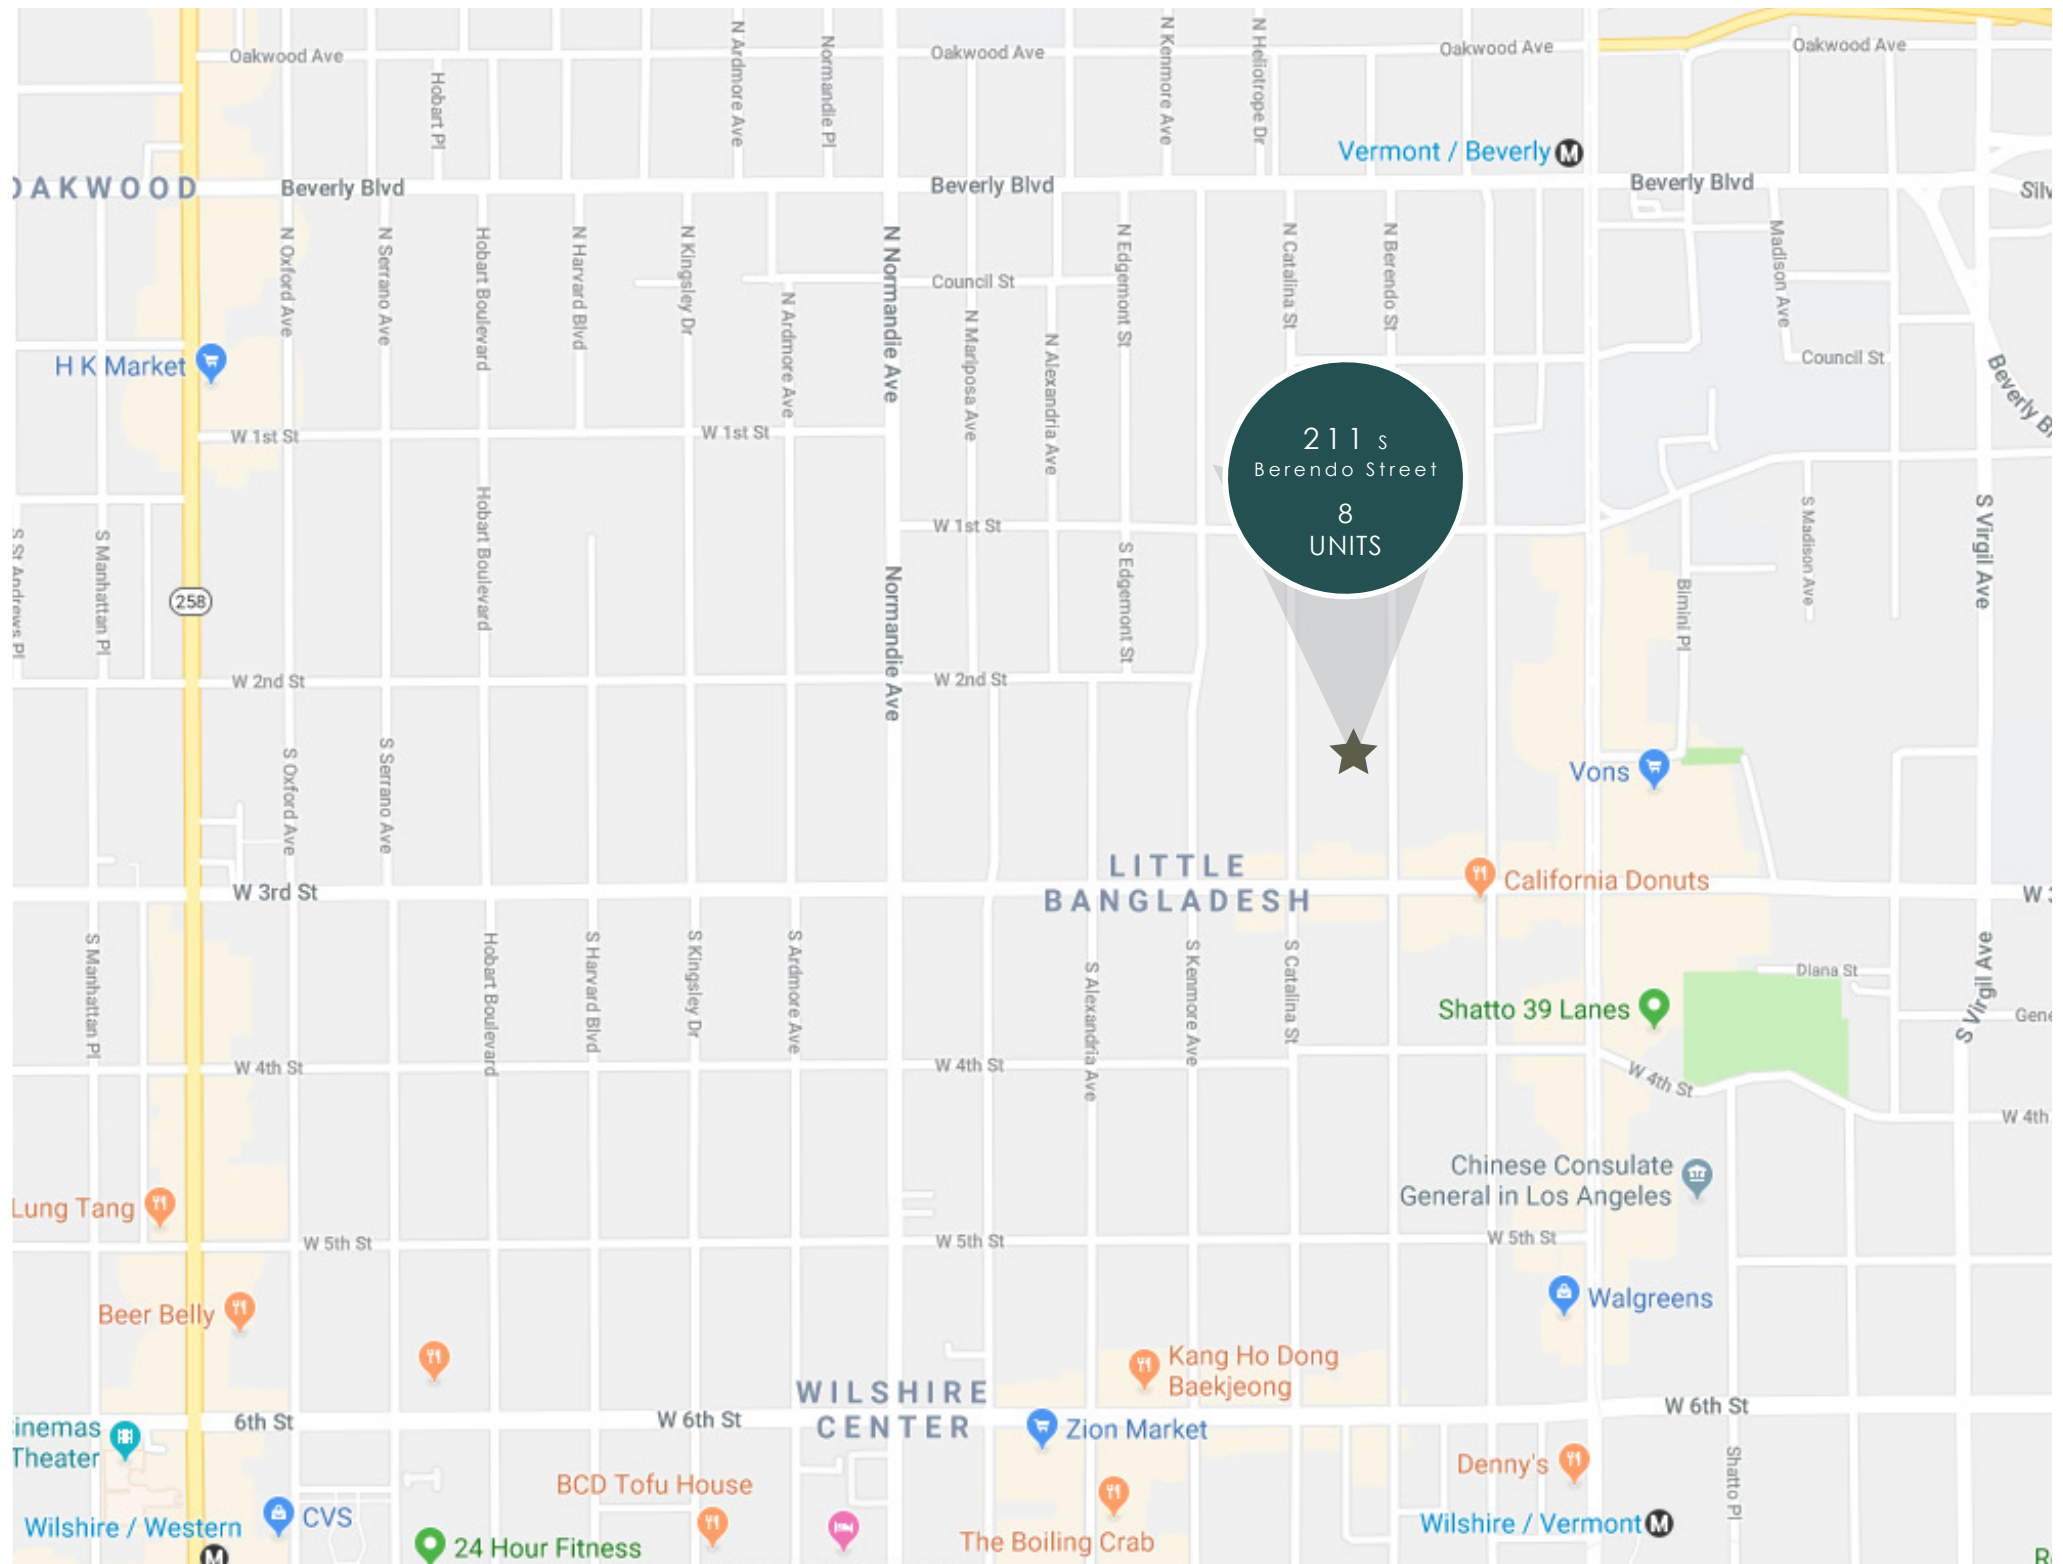 Oakwood Ave
Oakwood Ave
Oakwood Ave
Oakwood Ave
Hobart Pl
N Ardmore Ave
Normandie Pl
N Kenmore Ave
N Heliotrope Dr
Vermont / Beverly
M
OAKWOOD
Beverly Blvd
Beverly Blvd
Beverly Blvd
Silv
N Oxford Ave
N Serrano Ave
Hobart Boulevard
N Harvard Blvd
N Kingsley Dr
N Ardmore Ave
N Normandie Ave
Council St
N Mariposa Ave
N Alexandria Ave
N Edgemont St
N Catalina St
N Berendo St
Madison Ave
Council St
Beverly B
H K Market
W 1st St
W 1st St
211 S
Berendo Street
8
UNITS
W 1st St
S St Andrews Pl
S Manhattan Pl
258
Hobart Boulevard
Normandie Ave
S Edgemont St
Bimini Pl
S Madison Ave
S Virgil Ave
W 2nd St
W 2nd St
S Oxford Ave
S Serrano Ave
Vons
LITTLE
BANGLADESH
California Donuts
W 3rd St
W 3
S Manhattan Pl
Hobart Boulevard
S Harvard Blvd
S Kingsley Dr
S Ardmore Ave
S Alexandria Ave
S Kenmore Ave
S Catalina St
Diana St
S Virgil Ave
Shatto 39 Lanes
Gene
W 4th St
W 4th St
W 4th St
W 4th
Chinese Consulate
General in Los Angeles
Lung Tang
W 5th St
W 5th St
W 5th St
Beer Belly
Walgreens
Kang Ho Dong
Baekjeong
WILSHIRE
CENTER
6th St
W 6th St
W 6th St
inemas
Theater
Zion Market
Denny's
Shatto Pl
BCD Tofu House
CVS
Wilshire / Western
M
24 Hour Fitness
The Boiling Crab
Wilshire / Vermont
M
R